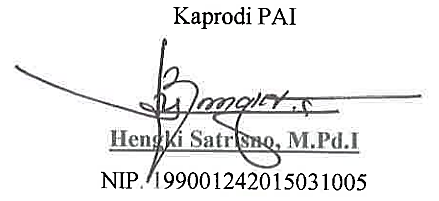 Kaprodi PAI
Hengki Satrisno, M.Pd.I
NIP. 199001242015031005